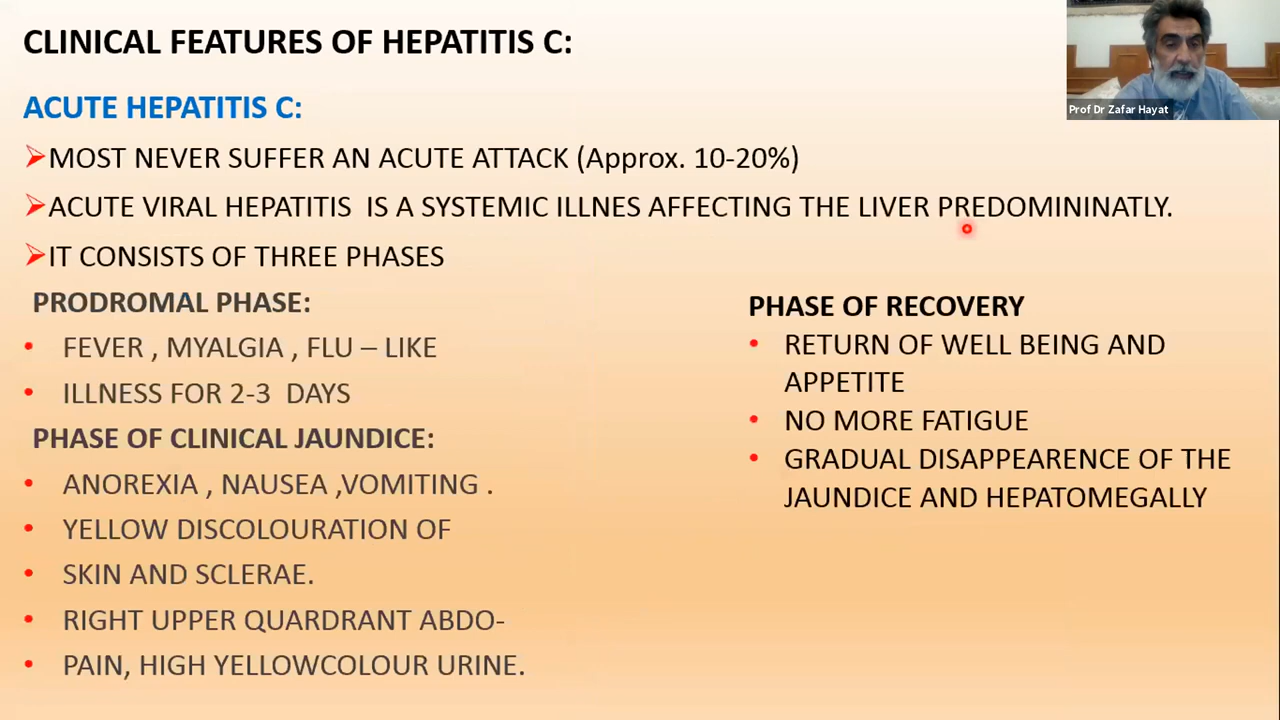 CLINICAL FEATURES OF HEPATITIS C:
Prof Dr Zafar Hayat
ACUTE HEPATITIS C:
MOST NEVER SUFFER AN ACUTE ATTACK (Approx. 10-20%)
ACUTE VIRAL HEPATITIS IS A SYSTEMIC ILLNES AFFECTING THE LIVER PREDOMININATLY.
IT CONSISTS OF THREE PHASES
PRODROMAL PHASE:
• FEVER , MYALGIA , FLU – LIKE
• ILLNESS FOR 2-3 DAYS
PHASE OF CLINICAL JAUNDICE:
• ANOREXIA , NAUSEA ,VOMITING .
• YELLOW DISCOLOURATION OF
• SKIN AND SCLERAE.
• RIGHT UPPER QUARDRANT ABDO-
• PAIN, HIGH YELLOWCOLOUR URINE.
PHASE OF RECOVERY
• RETURN OF WELL BEING AND
APPETITE
• NO MORE FATIGUE
• GRADUAL DISAPPEARENCE OF THE
JAUNDICE AND HEPATOMEGALLY